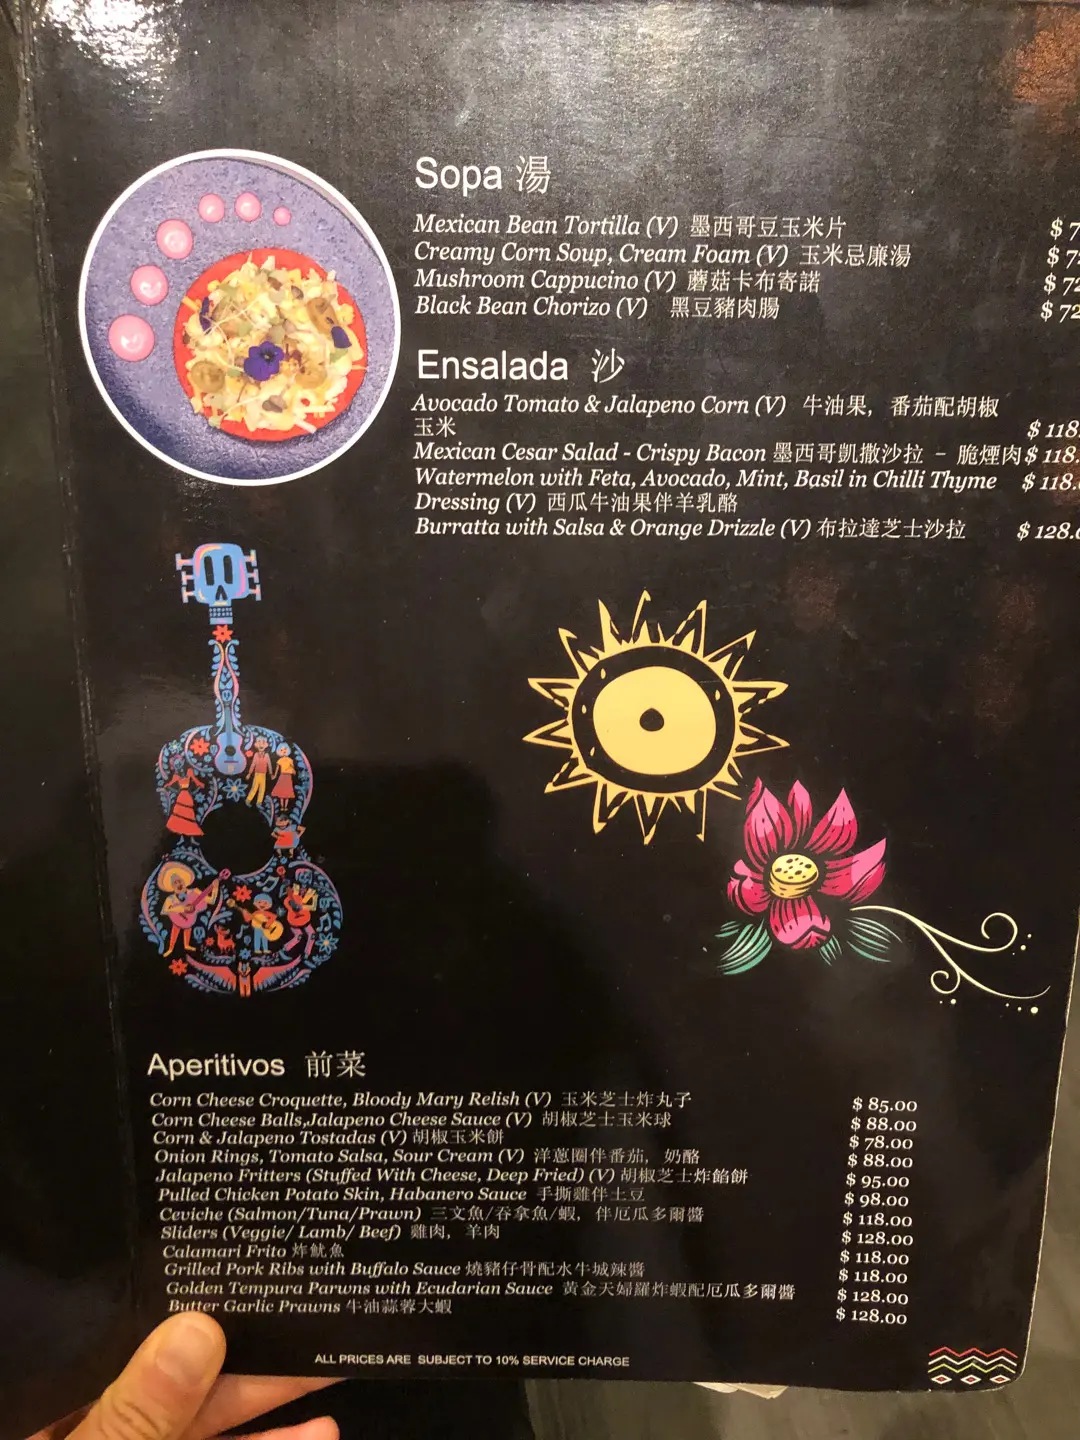 Sopa 湯
Mexican Bean Tortilla (V) 墨西哥豆玉米片 $ 7
Creamy Corn Soup, Cream Foam (V) 玉米忌廉湯 $ 72
Mushroom Cappucino (V) 蘑菇卡布寄諾 $ 72
Black Bean Chorizo (V) 黑豆豬肉腸 $ 72
Ensalada 沙
Avocado Tomato & Jalapeno Corn (V) 牛油果, 番茄配胡椒
玉米 $ 118.
Mexican Cesar Salad - Crispy Bacon 墨西哥凱撒沙拉 - 脆煙肉 $ 118.
Watermelon with Feta, Avocado, Mint, Basil in Chilli Thyme $ 118.
Dressing (V) 西瓜牛油果伴羊乳酪
Burratta with Salsa & Orange Drizzle (V) 布拉達芝士沙拉 $ 128.
Aperitivos 前菜
Corn Cheese Croquette, Bloody Mary Relish (V) 玉米芝士炸丸子 $ 85.00
Corn Cheese Balls,Jalapeno Cheese Sauce (V) 胡椒芝士玉米球 $ 88.00
Corn & Jalapeno Tostadas (V) 胡椒玉米餅 $ 78.00
Onion Rings, Tomato Salsa, Sour Cream (V) 洋蔥圈伴番茄, 奶酪 $ 88.00
Jalapeno Fritters (Stuffed With Cheese, Deep Fried) (V) 胡椒芝士炸餡餅 $ 95.00
Pulled Chicken Potato Skin, Habanero Sauce 手撕雞伴土豆 $ 98.00
Ceviche (Salmon/Tuna/Prawn) 三文魚/吞拿魚/蝦, 伴厄瓜多爾醬 $ 118.00
Sliders (Veggie/ Lamb/ Beef) 雞肉, 羊肉 $ 128.00
Calamari Frito 炸魷魚 $ 118.00
Grilled Pork Ribs with Buffalo Sauce 燒豬仔骨配水牛城辣醬 $ 118.00
Golden Tempura Parwns with Ecudarian Sauce 黃金天婦羅炸蝦配厄瓜多爾醬 $ 128.00
Butter Garlic Prawns 牛油蒜蓉大蝦 $ 128.00
ALL PRICES ARE SUBJECT TO 10% SERVICE CHARGE